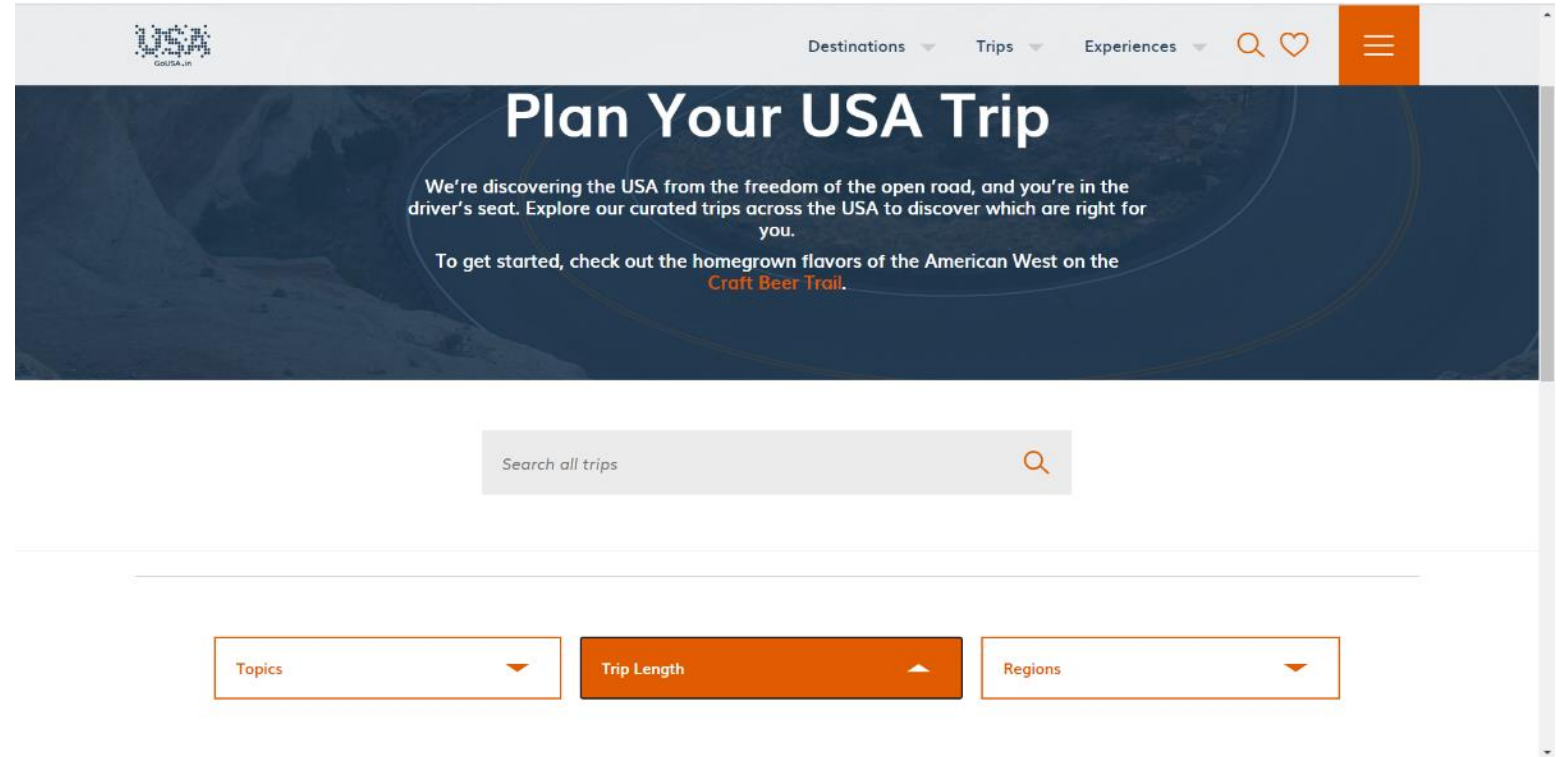 USA
GoUSA.in
Destinations Trips Experiences
Plan Your USA Trip
We're discovering the USA from the freedom of the open road, and you're in the
driver's seat. Explore our curated trips across the USA to discover which are right for
you.
To get started, check out the homegrown flavors of the American West on the
Craft Beer Trail.
Search all trips
Topics Trip Length Regions